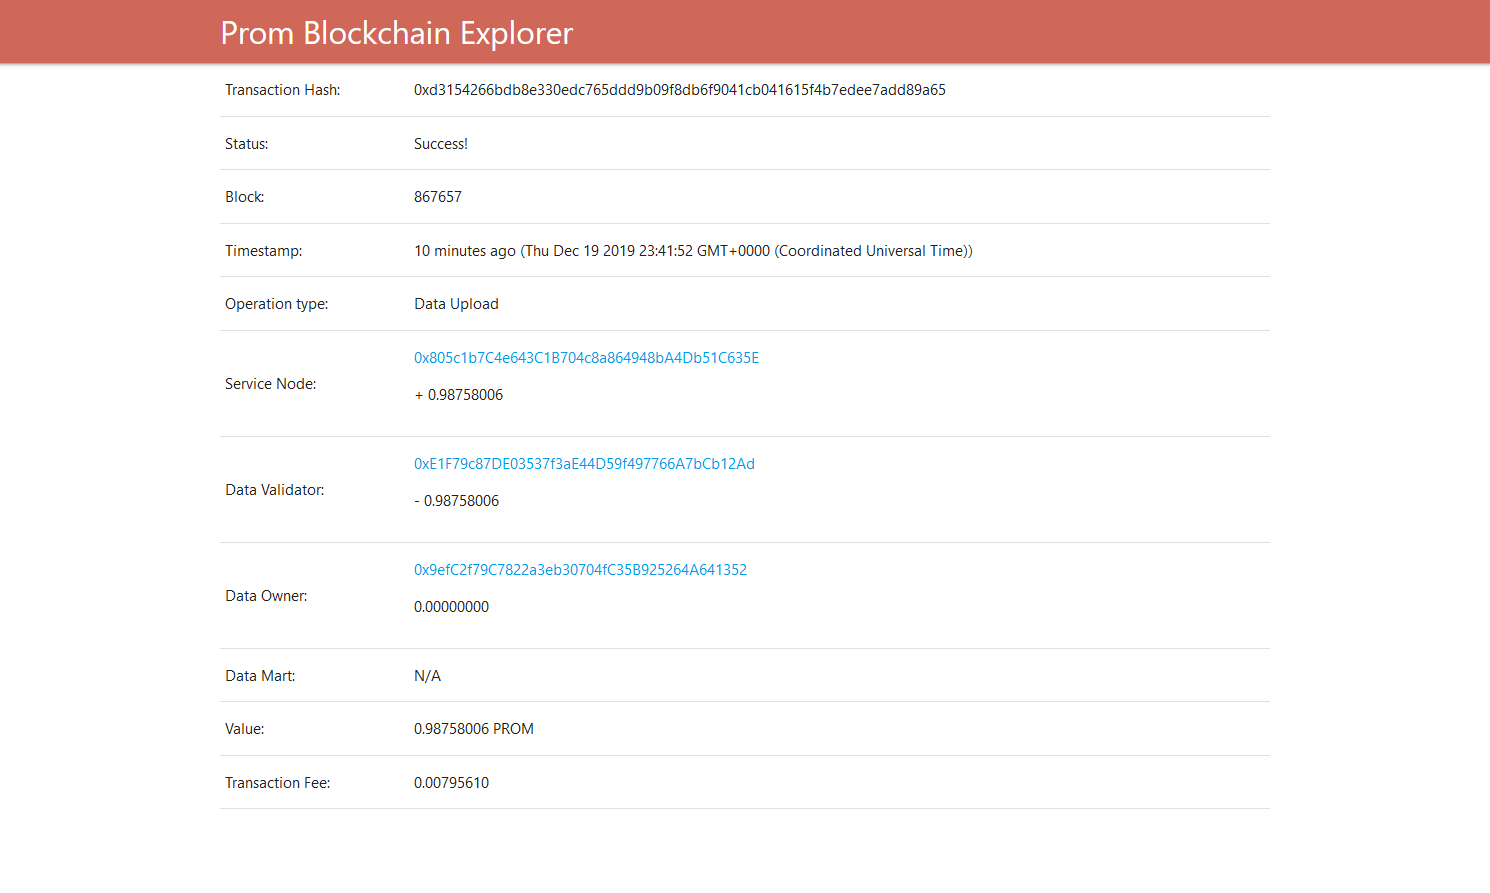 Prom Blockchain Explorer
Transaction Hash: 0xd3154266bdb8e330edc765ddd9b09f8db6f9041cb041615f4b7edee7add89a65
Status: Success!
Block: 867657
Timestamp: 10 minutes ago (Thu Dec 19 2019 23:41:52 GMT+0000 (Coordinated Universal Time))
Operation type: Data Upload
0x805c1b7C4e643C1B704c8a864948bA4Db51C635E
Service Node:
+ 0.98758006
0xE1F79c87DE03537f3aE44D59f497766A7bCb12Ad
Data Validator:
- 0.98758006
0x9efC2f79C7822a3eb30704fC35B925264A641352
Data Owner:
0.00000000
Data Mart: N/A
Value: 0.98758006 PROM
Transaction Fee: 0.00795610